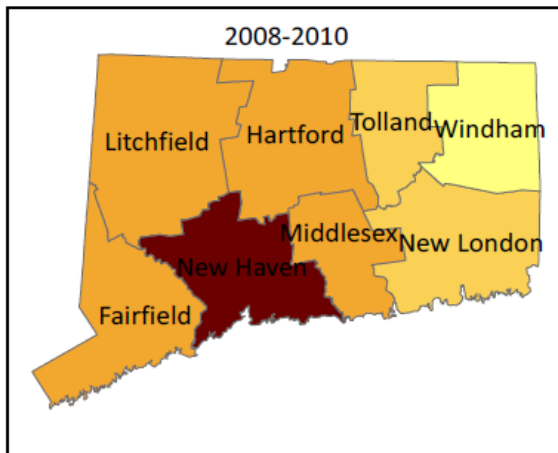 2008-2010
Litchfield
Hartford
Tolland
Windham
New Haven
Middlesex
New London
Fairfield